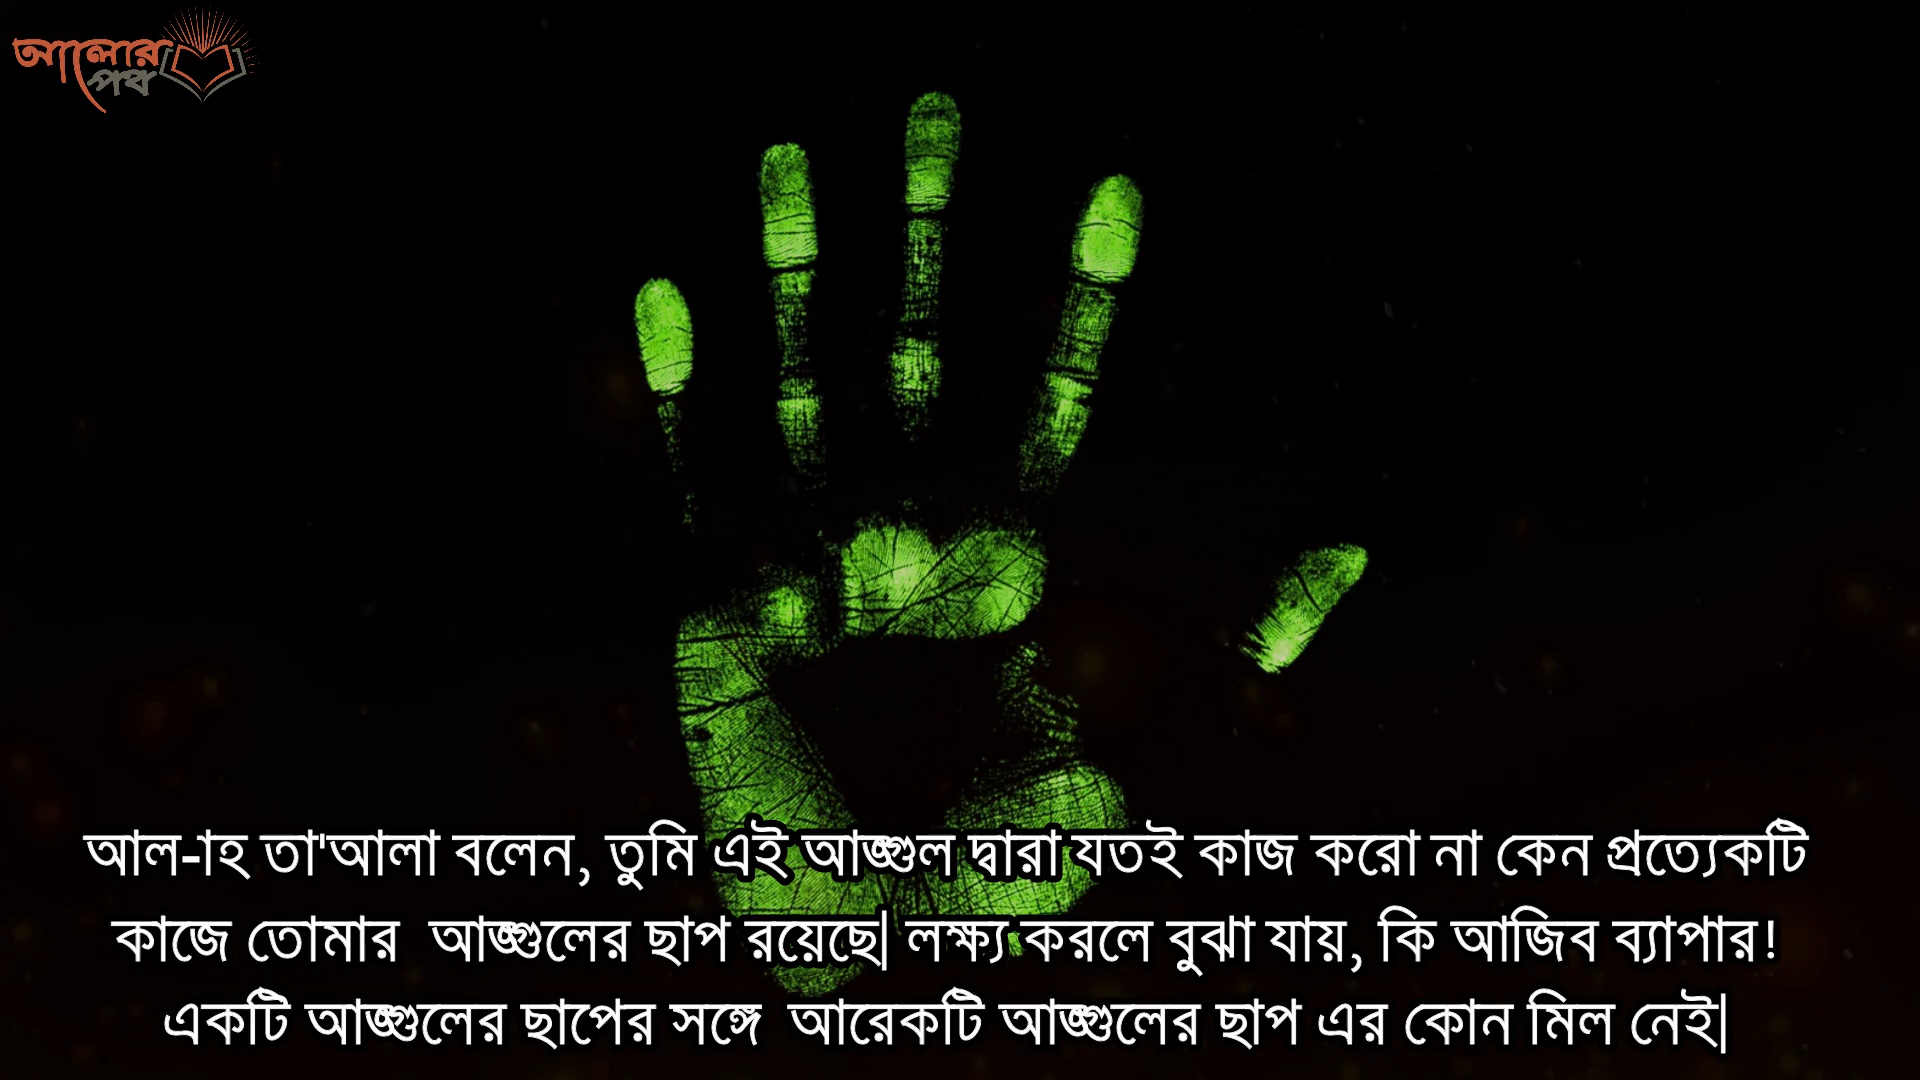 আলোর
পথ
আল-াহ তা'আলা বলেন, তুমি এই আঙ্গুল দ্বারা যতই কাজ করো না কেন প্রত্যেকটি
কাজে তোমার আঙ্গুলের ছাপ রয়েছে| লক্ষ্য করলে বুঝা যায়, কি আজিব ব্যাপার!
একটি আঙ্গুলের ছাপের সঙ্গে আরেকটি আঙ্গুলের ছাপ এর কোন মিল নেই|